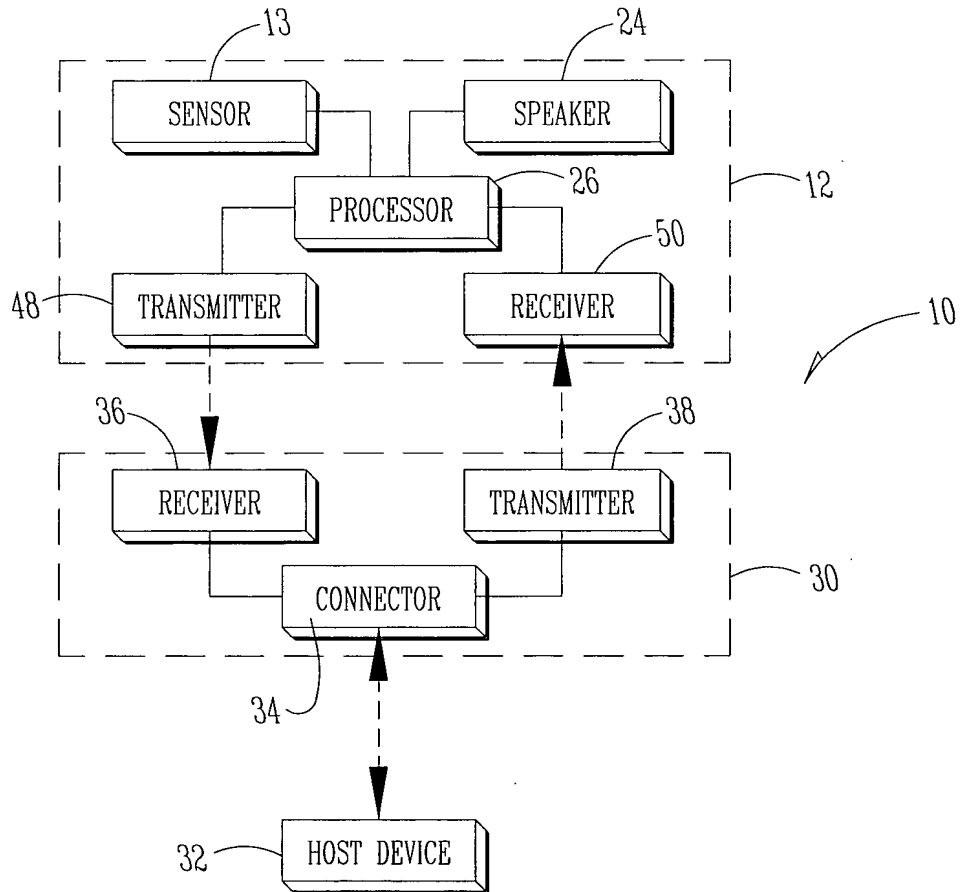 13
24
SENSOR
SPEAKER
26
12
PROCESSOR
50
48
TRANSMITTER
RECEIVER
10
36
38
RECEIVER
TRANSMITTER
30
CONNECTOR
34
32
HOST DEVICE